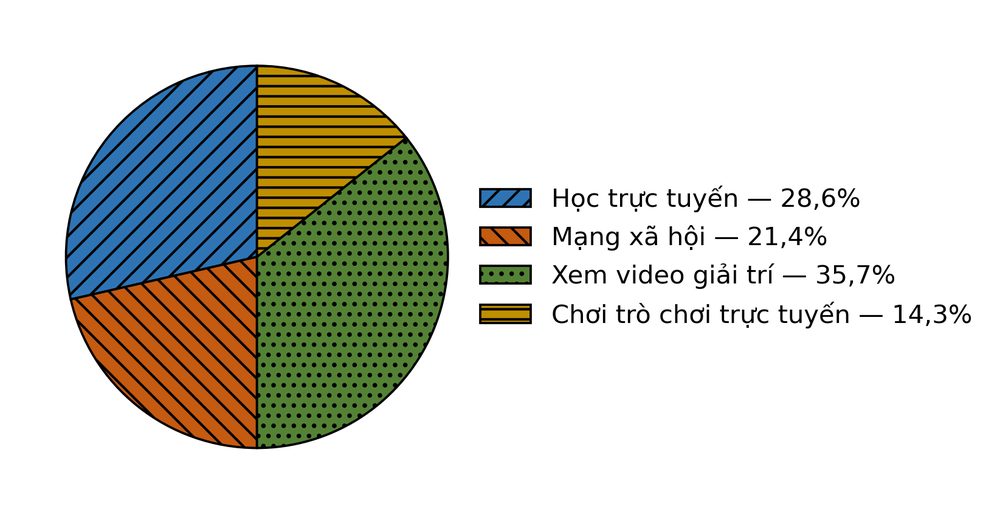 Học trực tuyến — 28,6%
Mạng xã hội — 21,4%
Xem video giải trí — 35,7%
Chơi trò chơi trực tuyến — 14,3%